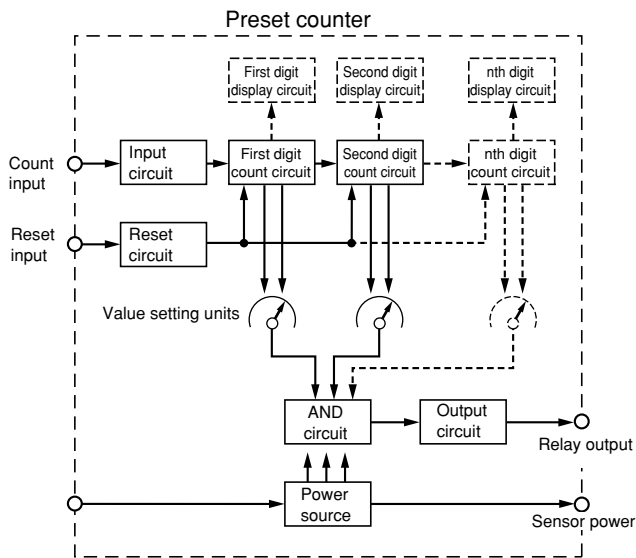 Preset counter
First digit
display circuit
Second digit
display circuit
nth digit
display circuit
Count
input
Input
circuit
First digit
count circuit
Second digit
count circuit
nth digit
count circuit
Reset
input
Reset
circuit
Value setting units
AND
circuit
Output
circuit
Relay output
Power
source
Sensor power